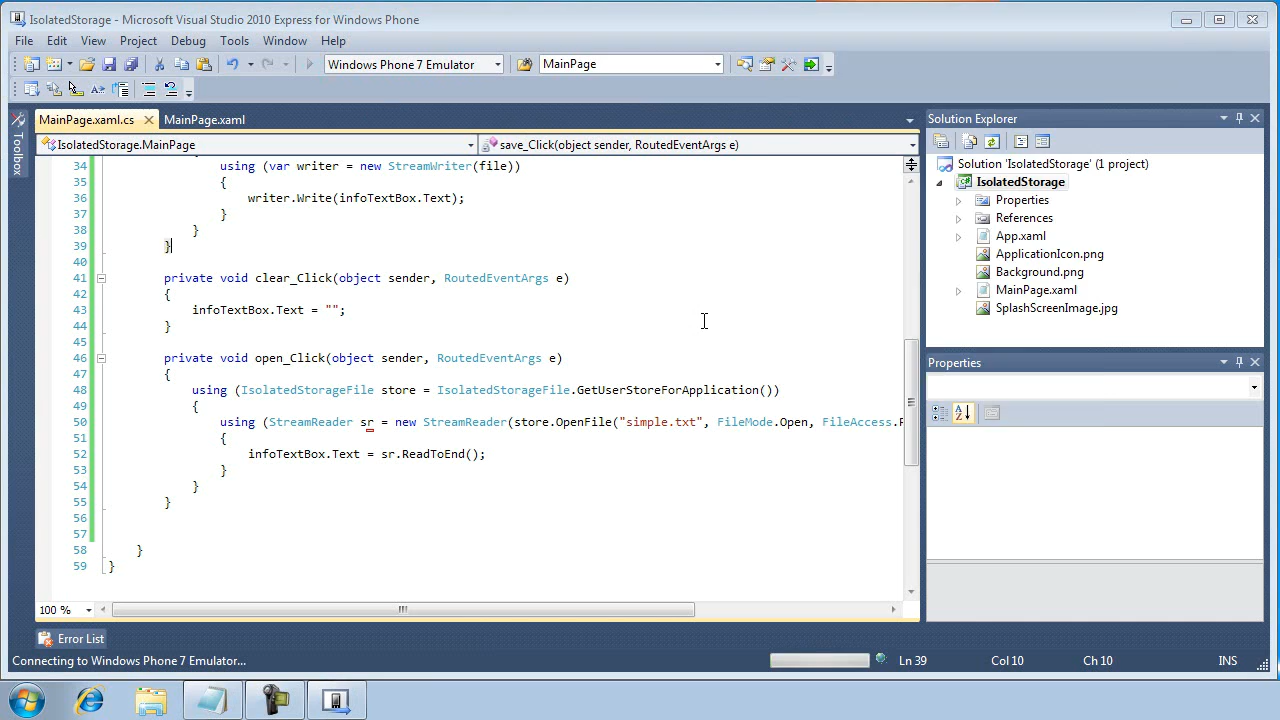 IsolatedStorage - Microsoft Visual Studio 2010 Express for Windows Phone
File Edit View Project Debug Tools Window Help
Windows Phone 7 Emulator MainPage
MainPage.xaml.cs MainPage.xaml
Toolbox
IsolatedStorage.MainPage save_Click(object sender, RoutedEventArgs e)
34 using (var writer = new StreamWriter(file))
35 {
36 writer.Write(infoTextBox.Text);
37 }
38 }
39 }
40
41 private void clear_Click(object sender, RoutedEventArgs e)
42 {
43 infoTextBox.Text = "";
44 }
45
46 private void open_Click(object sender, RoutedEventArgs e)
47 {
48 using (IsolatedStorageFile store = IsolatedStorageFile.GetUserStoreForApplication())
49 {
50 using (StreamReader sr = new StreamReader(store.OpenFile("simple.txt", FileMode.Open, FileAccess.
51 {
52 infoTextBox.Text = sr.ReadToEnd();
53 }
54 }
55 }
56
57
58 }
59 }
100 %
Solution Explorer
Solution 'IsolatedStorage' (1 project)
IsolatedStorage
Properties
References
App.xaml
ApplicationIcon.png
Background.png
MainPage.xaml
SplashScreenImage.jpg
Properties
Error List
Connecting to Windows Phone 7 Emulator... Ln 39 Col 10 Ch 10 INS